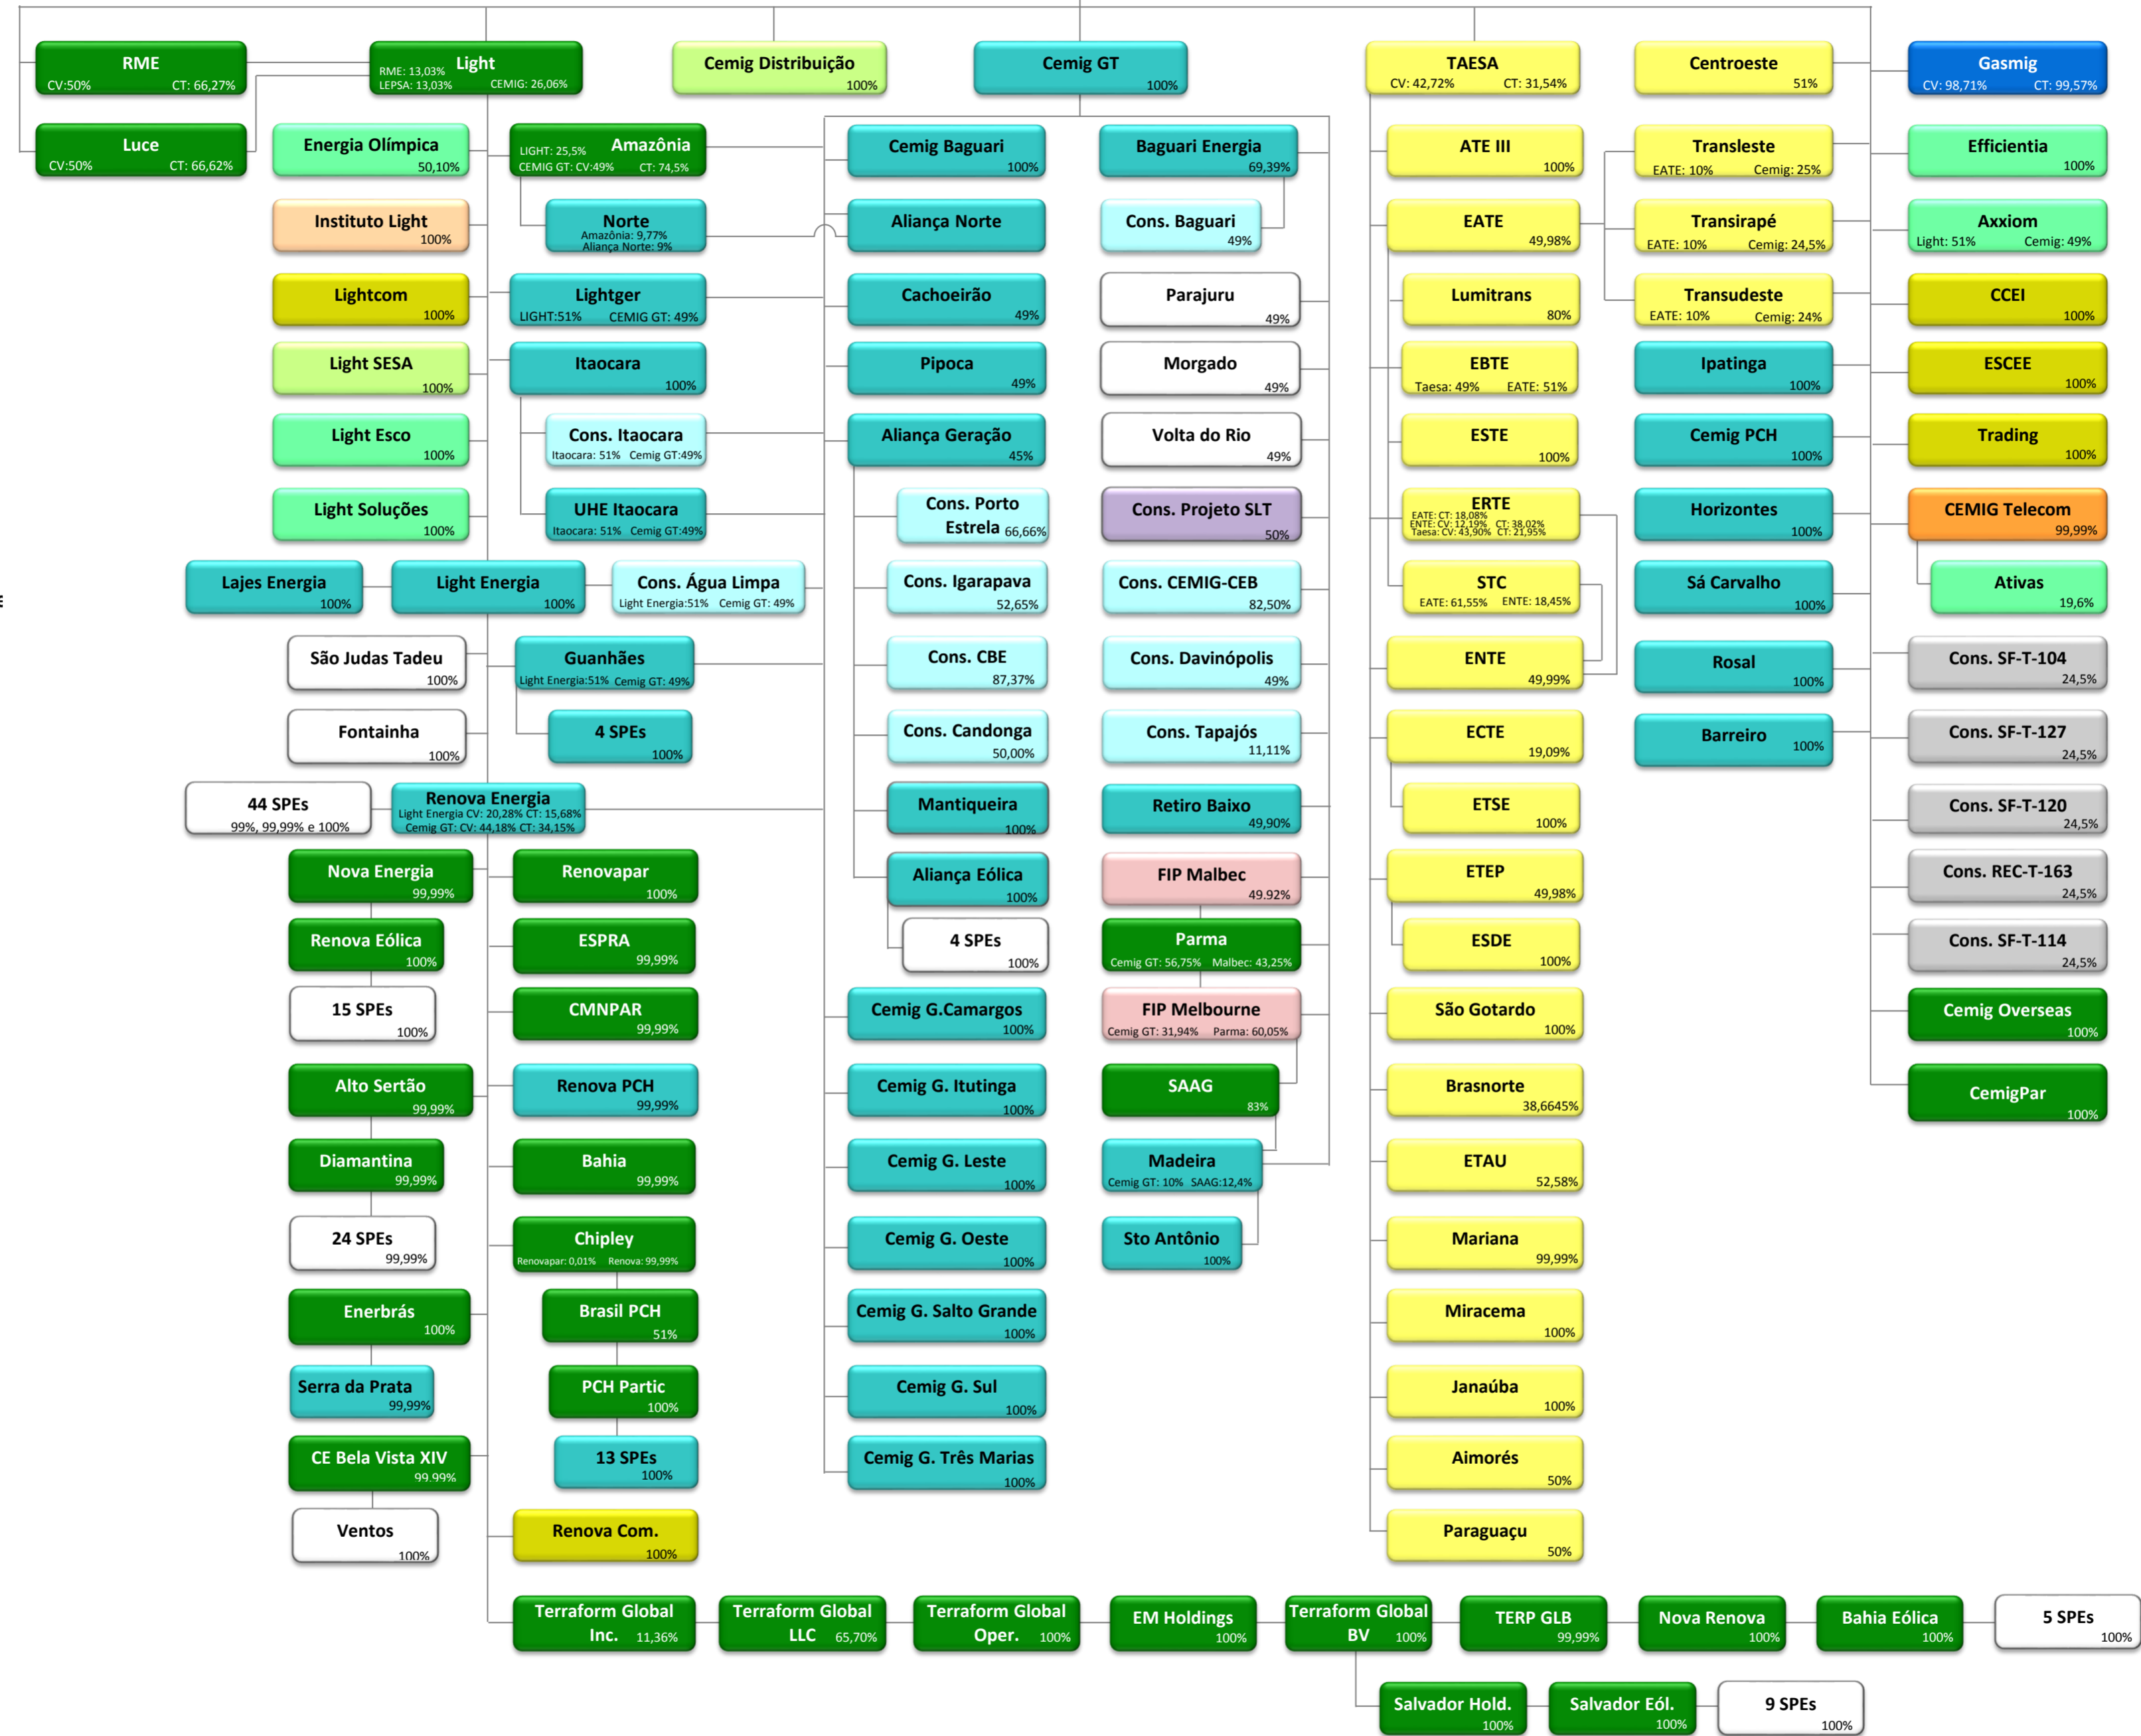 RME
CV:50% CT: 66,27%
Light
RME: 13,03%
LEPSA: 13,03% CEMIG: 26,06%
Cemig Distribuição
100%
Cemig GT
100%
TAESA
CV: 42,72% CT: 31,54%
Centroeste
51%
Gasmig
CV: 98,71% CT: 99,57%
Luce
CV:50% CT: 66,62%
Energia Olímpica
50,10%
Amazônia
LIGHT: 25,5%
CEMIG GT: CV:49% CT: 74,5%
Cemig Baguari
100%
Baguari Energia
69,39%
ATE III
100%
Transleste
EATE: 10% Cemig: 25%
Efficientia
100%
Instituto Light
100%
Norte
Amazônia: 9,77%
Aliança Norte: 9%
Aliança Norte
Cons. Baguari
49%
EATE
49,98%
Transirapé
EATE: 10% Cemig: 24,5%
Axxiom
Light: 51% Cemig: 49%
Lightcom
100%
Lightger
LIGHT:51% CEMIG GT: 49%
Cachoeirão
49%
Parajuru
49%
Lumitrans
80%
Transudeste
EATE: 10% Cemig: 24%
CCEI
100%
Light SESA
100%
Itaocara
100%
Pipoca
49%
Morgado
49%
EBTE
Taesa: 49% EATE: 51%
Ipatinga
100%
ESCEE
100%
Light Esco
100%
Cons. Itaocara
Itaocara: 51% Cemig GT:49%
Aliança Geração
45%
Volta do Rio
49%
ESTE
100%
Cemig PCH
100%
Trading
100%
Light Soluções
100%
UHE Itaocara
Itaocara: 51% Cemig GT:49%
Cons. Porto
Estrela 66,66%
Cons. Projeto SLT
50%
ERTE
EATE: CT: 18,08%
ENTE: CV: 12,19% CT: 38,02%
Taesa: CV: 43,90% CT: 21,95%
Horizontes
100%
CEMIG Telecom
99,99%
Lajes Energia
100%
Light Energia
100%
Cons. Água Limpa
Light Energia:51% Cemig GT: 49%
Cons. Igarapava
52,65%
Cons. CEMIG-CEB
82,50%
STC
EATE: 61,55% ENTE: 18,45%
Sá Carvalho
100%
Ativas
19,6%
São Judas Tadeu
100%
Guanhães
Light Energia:51% Cemig GT: 49%
Cons. CBE
87,37%
Cons. Davinópolis
49%
ENTE
49,99%
Rosal
100%
Cons. SF-T-104
24,5%
Fontainha
100%
4 SPEs
100%
Cons. Candonga
50,00%
Cons. Tapajós
11,11%
ECTE
19,09%
Barreiro
100%
Cons. SF-T-127
24,5%
44 SPEs
99%, 99,99% e 100%
Renova Energia
Light Energia CV: 20,28% CT: 15,68%
Cemig GT: CV: 44,18% CT: 34,15%
Mantiqueira
100%
Retiro Baixo
49,90%
ETSE
100%
Cons. SF-T-120
24,5%
Nova Energia
99,99%
Renovapar
100%
Aliança Eólica
100%
FIP Malbec
49.92%
ETEP
49,98%
Cons. REC-T-163
24,5%
Renova Eólica
100%
ESPRA
99,99%
4 SPEs
100%
Parma
Cemig GT: 56,75% Malbec: 43,25%
ESDE
100%
Cons. SF-T-114
24,5%
15 SPEs
100%
CMNPAR
99,99%
Cemig G.Camargos
100%
FIP Melbourne
Cemig GT: 31,94% Parma: 60,05%
São Gotardo
100%
Cemig Overseas
100%
Alto Sertão
99,99%
Renova PCH
99,99%
Cemig G. Itutinga
100%
SAAG
83%
Brasnorte
38,6645%
CemigPar
100%
Diamantina
99,99%
Bahia
99,99%
Cemig G. Leste
100%
Madeira
Cemig GT: 10% SAAG:12,4%
ETAU
52,58%
24 SPEs
99,99%
Chipley
Renovapar: 0,01% Renova: 99,99%
Cemig G. Oeste
100%
Sto Antônio
100%
Mariana
99,99%
Enerbrás
100%
Brasil PCH
51%
Cemig G. Salto Grande
100%
Miracema
100%
Serra da Prata
99,99%
PCH Partic
100%
Cemig G. Sul
100%
Janaúba
100%
CE Bela Vista XIV
99.99%
13 SPEs
100%
Cemig G. Três Marias
100%
Aimorés
50%
Ventos
100%
Renova Com.
100%
Paraguaçu
50%
Terraform Global
Inc. 11,36%
Terraform Global
LLC 65,70%
Terraform Global
Oper. 100%
EM Holdings
100%
Terraform Global
BV 100%
TERP GLB
99,99%
Nova Renova
100%
Bahia Eólica
100%
5 SPEs
100%
Salvador Hold.
100%
Salvador Eól.
100%
9 SPEs
100%